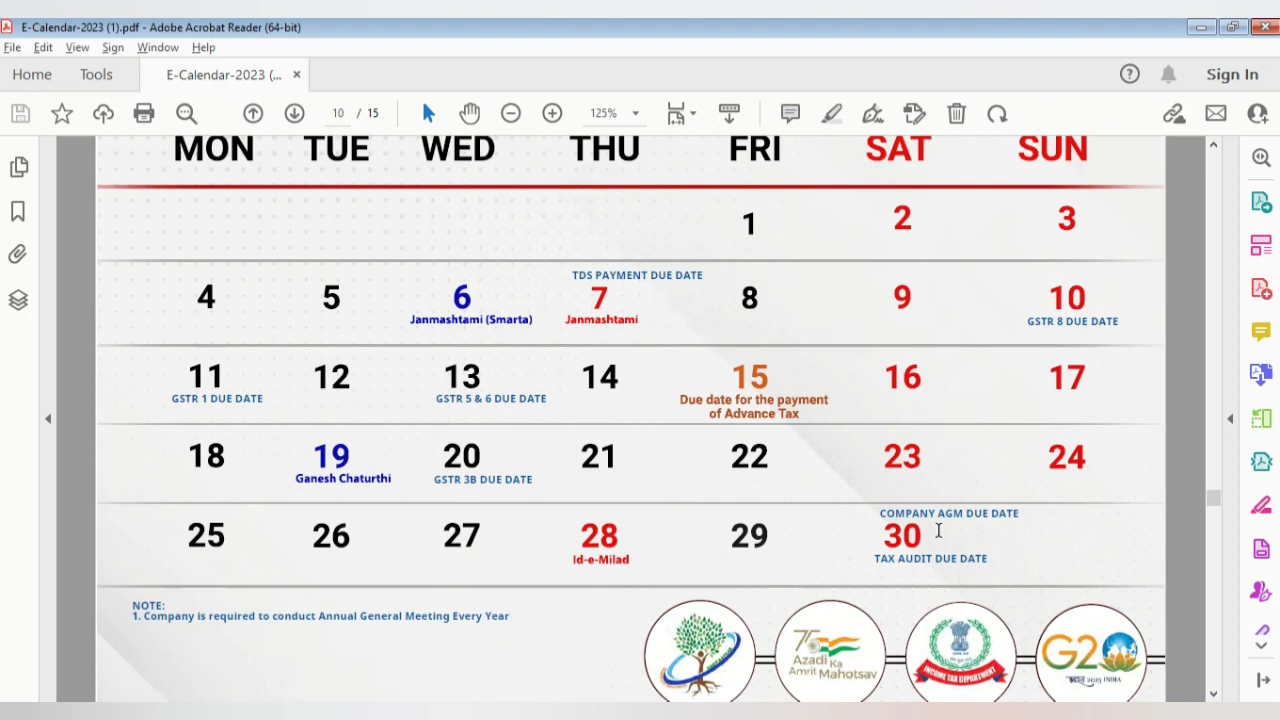 E-Calendar-2023 (1).pdf - Adobe Acrobat Reader (64-bit)
File Edit View Sign Window Help
Home Tools E-Calendar-2023 (... × Sign In
10 / 15 125%
MON TUE WED THU FRI SAT SUN
1 2 3
TDS PAYMENT DUE DATE
4 5 6 7 8 9 10
Janmashtami (Smarta) Janmashtami GSTR 8 DUE DATE
11 12 13 14 15 16 17
GSTR 1 DUE DATE GSTR 5 & 6 DUE DATE Due date for the payment
of Advance Tax
18 19 20 21 22 23 24
Ganesh Chaturthi GSTR 3B DUE DATE
COMPANY AGM DUE DATE
25 26 27 28 29 30
Id-e-Milad TAX AUDIT DUE DATE
NOTE:
1. Company is required to conduct Annual General Meeting Every Year
75 Azadi Ka
Amrit Mahotsav
INCOME TAX DEPARTMENT
G20
2023 INDIA